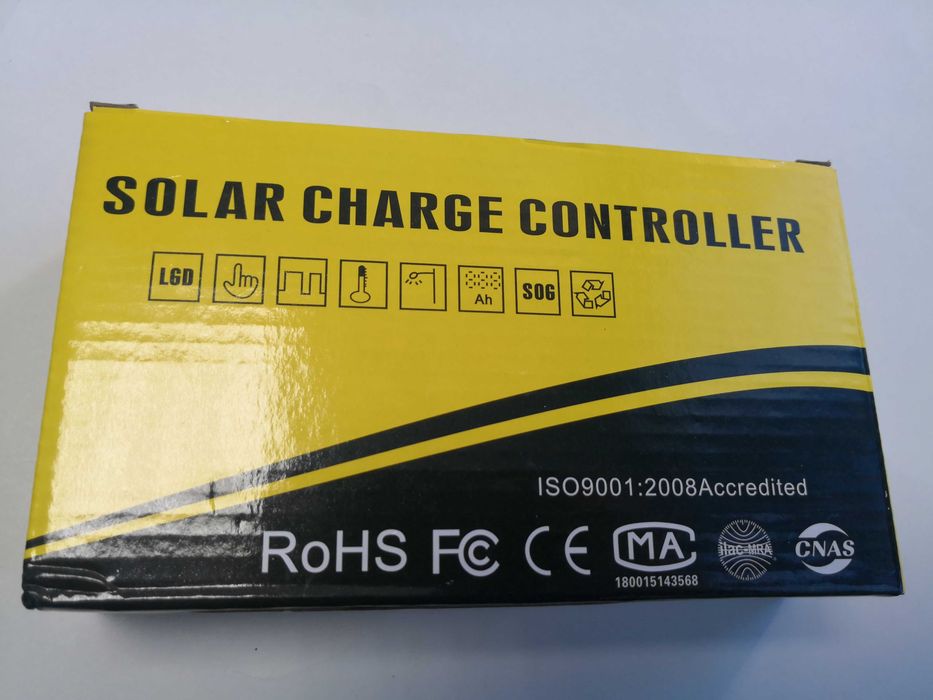 SOLAR CHARGE CONTROLLER
LGD
Ah
SOG
ISO9001:2008Accredited
RoHS FC CE MA ilac-MRA CNAS
180015143568